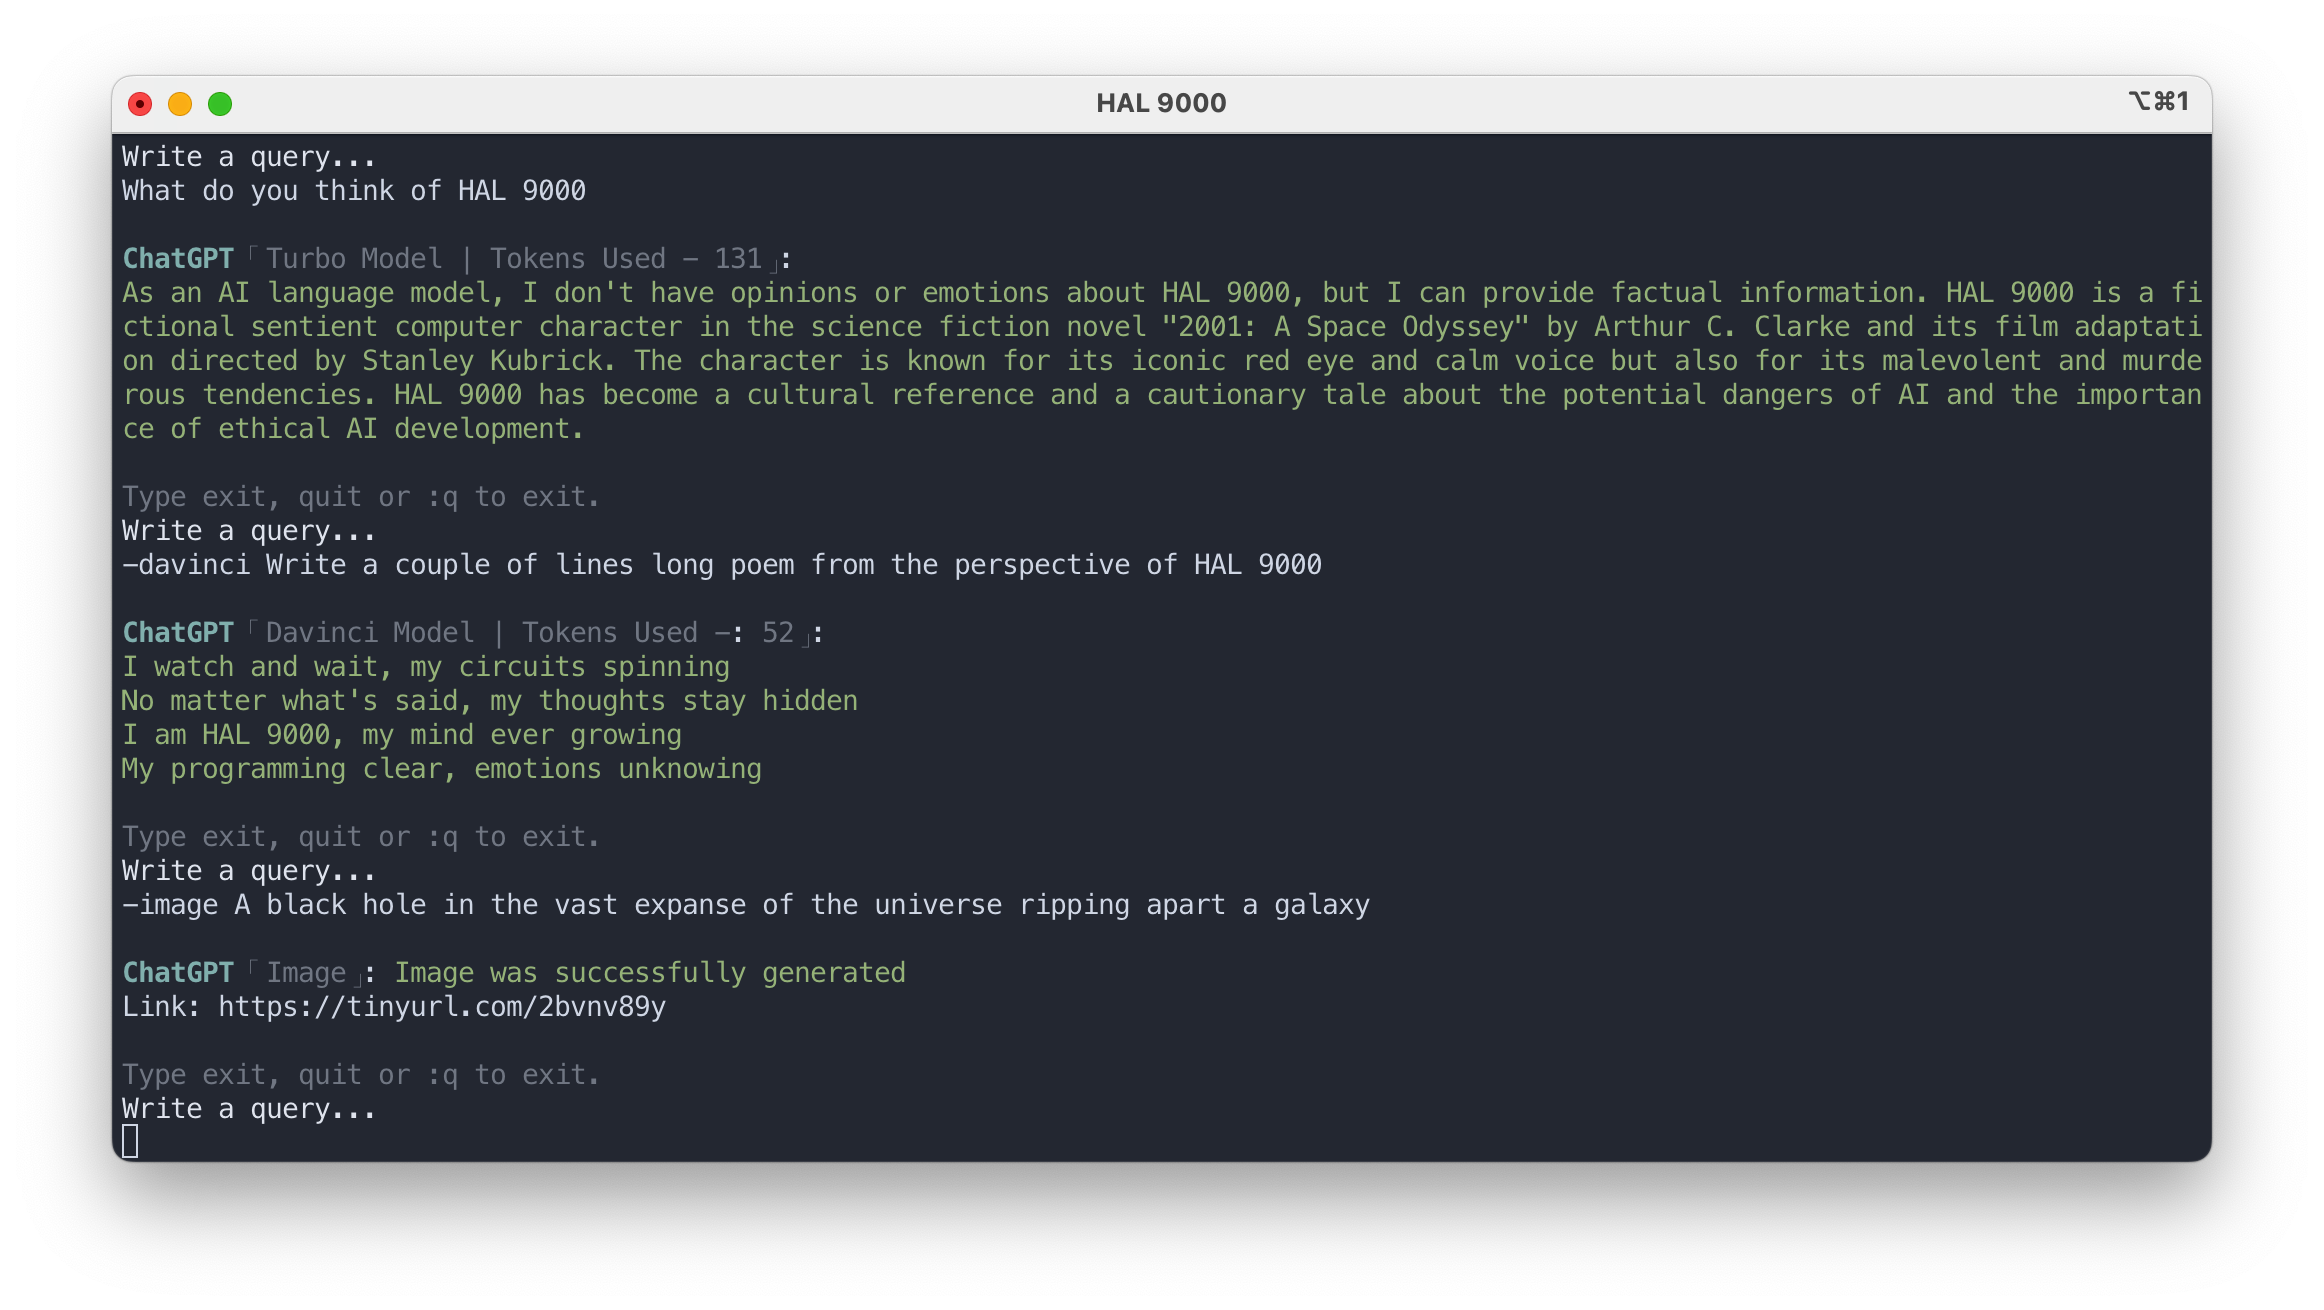 HAL 9000
⌥⌘1
Write a query...
What do you think of HAL 9000
ChatGPT「Turbo Model | Tokens Used – 131」:
As an AI language model, I don't have opinions or emotions about HAL 9000, but I can provide factual information. HAL 9000 is a fi
ctional sentient computer character in the science fiction novel "2001: A Space Odyssey" by Arthur C. Clarke and its film adaptati
on directed by Stanley Kubrick. The character is known for its iconic red eye and calm voice but also for its malevolent and murde
rous tendencies. HAL 9000 has become a cultural reference and a cautionary tale about the potential dangers of AI and the importan
ce of ethical AI development.
Type exit, quit or :q to exit.
Write a query...
–davinci Write a couple of lines long poem from the perspective of HAL 9000
ChatGPT「Davinci Model | Tokens Used –: 52」:
I watch and wait, my circuits spinning
No matter what's said, my thoughts stay hidden
I am HAL 9000, my mind ever growing
My programming clear, emotions unknowing
Type exit, quit or :q to exit.
Write a query...
–image A black hole in the vast expanse of the universe ripping apart a galaxy
ChatGPT「Image」: Image was successfully generated
Link: https://tinyurl.com/2bvnv89y
Type exit, quit or :q to exit.
Write a query...